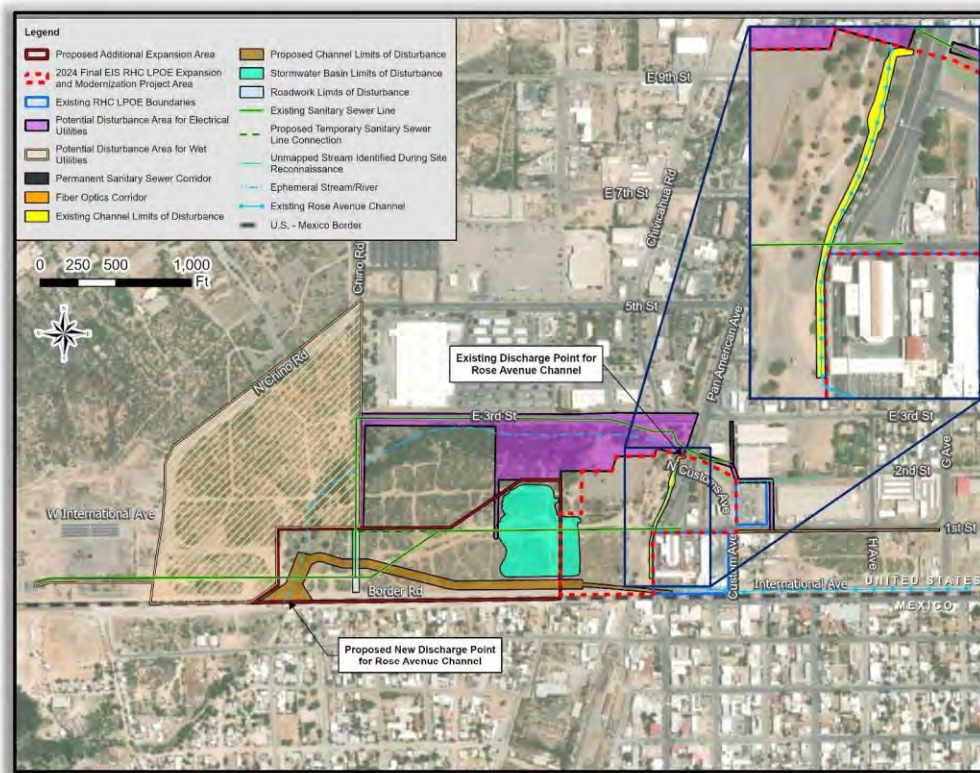 Legend
Proposed Additional Expansion Area
2024 Final EIS RHC LPOE Expansion
and Modernization Project Area
Existing RHC LPOE Boundaries
Potential Disturbance Area for Electrical
Utilities
Potential Disturbance Area for Wet
Utilities
Permanent Sanitary Sewer Corridor
Fiber Optics Corridor
Existing Channel Limits of Disturbance
Proposed Channel Limits of Disturbance
Stormwater Basin Limits of Disturbance
Roadwork Limits of Disturbance
Existing Sanitary Sewer Line
Proposed Temporary Sanitary Sewer
Line Connection
Unmapped Stream Identified During Site
Reconnaissance
Ephemeral Stream/River
Existing Rose Avenue Channel
U.S. - Mexico Border
0 250 500 1,000
Ft
E 9th St
E 7th St
Chivicahua Rd
Chino Rd
5th St
Pan American Ave
N Chino Rd
Existing Discharge Point for
Rose Avenue Channel
E 3rd St
E 3rd St
G Ave
N Customs Ave
2nd St
W International Ave
1st St
Custom Ave
H Ave
Border Rd
International Ave
UNITED STATES
MEXICO
Proposed New Discharge Point
for Rose Avenue Channel